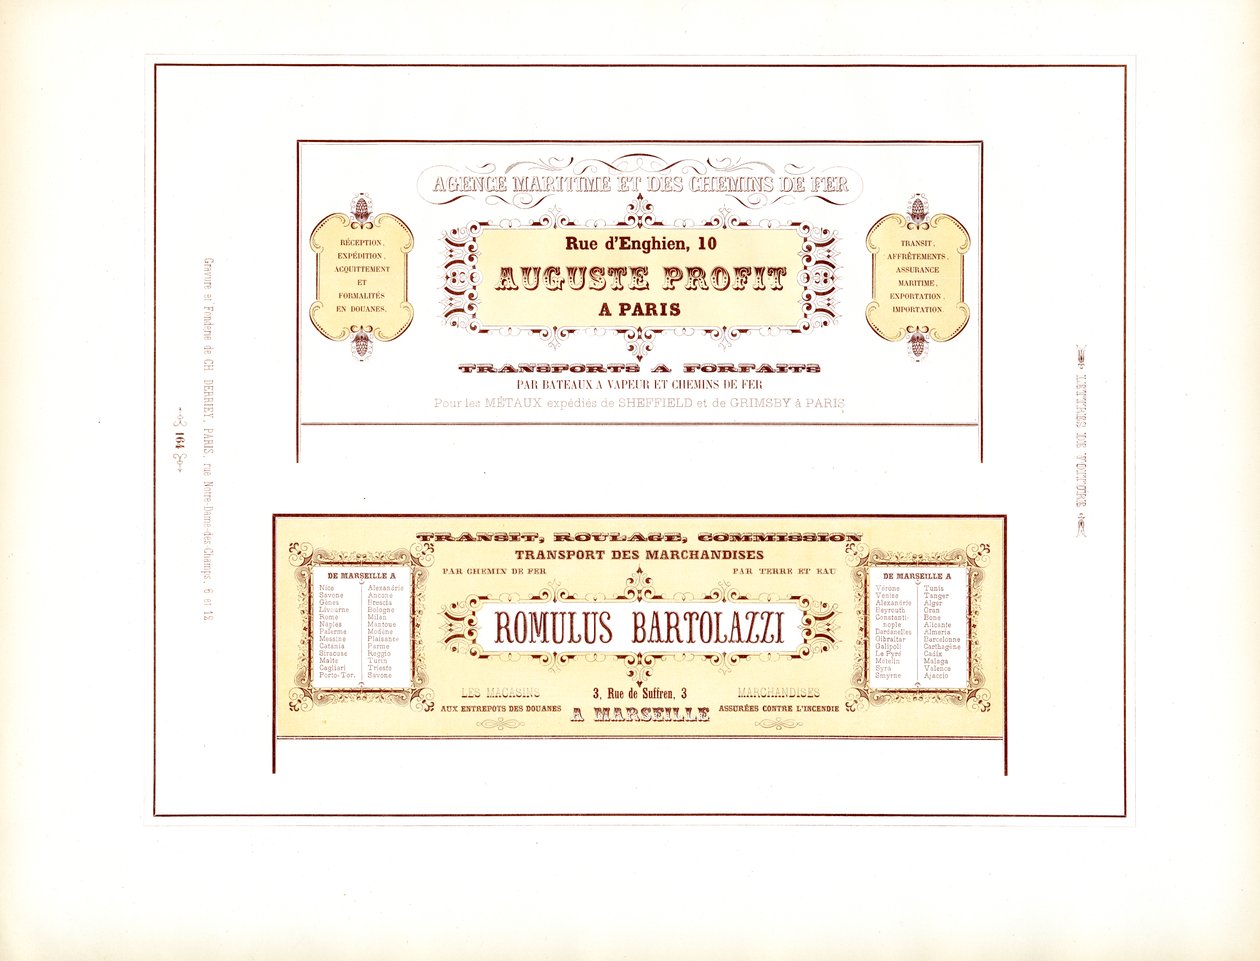 AGENCE MARITIME ET DES CHEMINS DE FER
RÉCEPTION,
EXPÉDITION,
ACQUITTEMENT
ET
FORMALITÉS
EN DOUANES.
Rue d'Enghien, 10
AUGUSTE PROFIT
A PARIS
TRANSIT,
AFFRÉTEMENTS,
ASSURANCE
MARITIME,
EXPORTATION,
IMPORTATION.
TRANSPORTS A FORFAITS
PAR BATEAUX A VAPEUR ET CHEMINS DE FER
Pour les MÉTAUX expédiés de SHEFFIELD et de GRIMSBY à PARIS
Gravure et Fonderie de CH. DERRIEY, PARIS, rue Notre-Dame-des-Champs, 6 et 12
164
LETTRES DE VOITURE
TRANSIT, ROULAGE, COMMISSION
TRANSPORT DES MARCHANDISES
PAR CHEMIN DE FER
PAR TERRE ET EAU
DE MARSEILLE A
Nice
Savone
Gênes
Livourne
Rome
Naples
Palerme
Messine
Catania
Siracuse
Malte
Cagliari
Porto-Tor.
Alexandrie
Ancone
Brescia
Bologne
Milan
Mantoue
Modène
Plaisance
Parme
Reggio
Turin
Trieste
Savone
ROMULUS BARTOLAZZI
DE MARSEILLE A
Vérone
Venise
Alexandrie
Beyrouth
Constanti-
nople
Dardanelles
Gibraltar
Gallipoli
Le Pyré
Mételin
Syra
Smyrne
Tunis
Tanger
Alger
Oran
Bone
Alicante
Almeria
Barcelonne
Carthagène
Cadix
Malaga
Valence
Ajaccio
LES MAGASINS
AUX ENTREPOTS DES DOUANES
3, Rue de Suffren, 3
A MARSEILLE
MARCHANDISES
ASSURÉES CONTRE L'INCENDIE